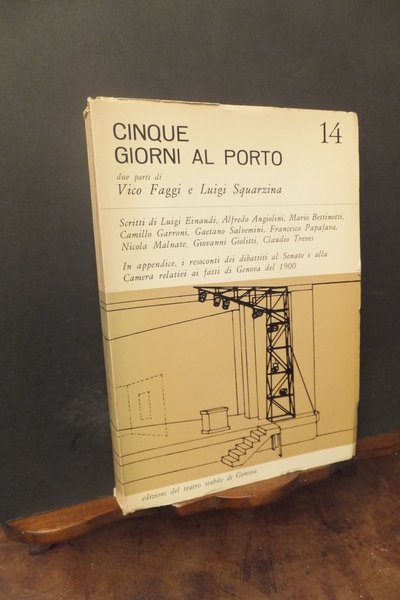 CINQUE
GIORNI AL PORTO
14
due parti di
Vico Faggi e Luigi Squarzina
Scritti di Luigi Einaudi, Alfredo Angiolini, Mario Bettinotti,
Camillo Garroni, Gaetano Salvemini, Francesco Papafava,
Nicola Malnate, Giovanni Giolitti, Claudio Treves
In appendice, i resoconti dei dibattiti al Senato e alla
Camera relativi ai fatti di Genova del 1900
edizioni del teatro stabile di Genova